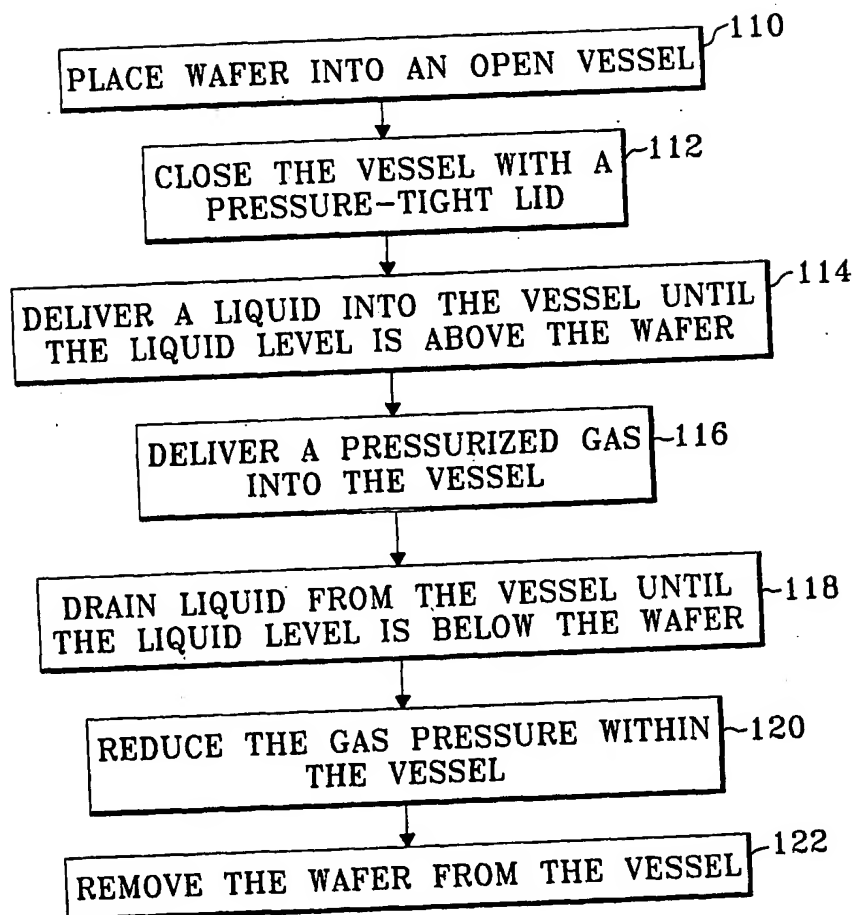 110
PLACE WAFER INTO AN OPEN VESSEL
112
CLOSE THE VESSEL WITH A
PRESSURE-TIGHT LID
114
DELIVER A LIQUID INTO THE VESSEL UNTIL
THE LIQUID LEVEL IS ABOVE THE WAFER
116
DELIVER A PRESSURIZED GAS
INTO THE VESSEL
118
DRAIN LIQUID FROM THE VESSEL UNTIL
THE LIQUID LEVEL IS BELOW THE WAFER
120
REDUCE THE GAS PRESSURE WITHIN
THE VESSEL
122
REMOVE THE WAFER FROM THE VESSEL